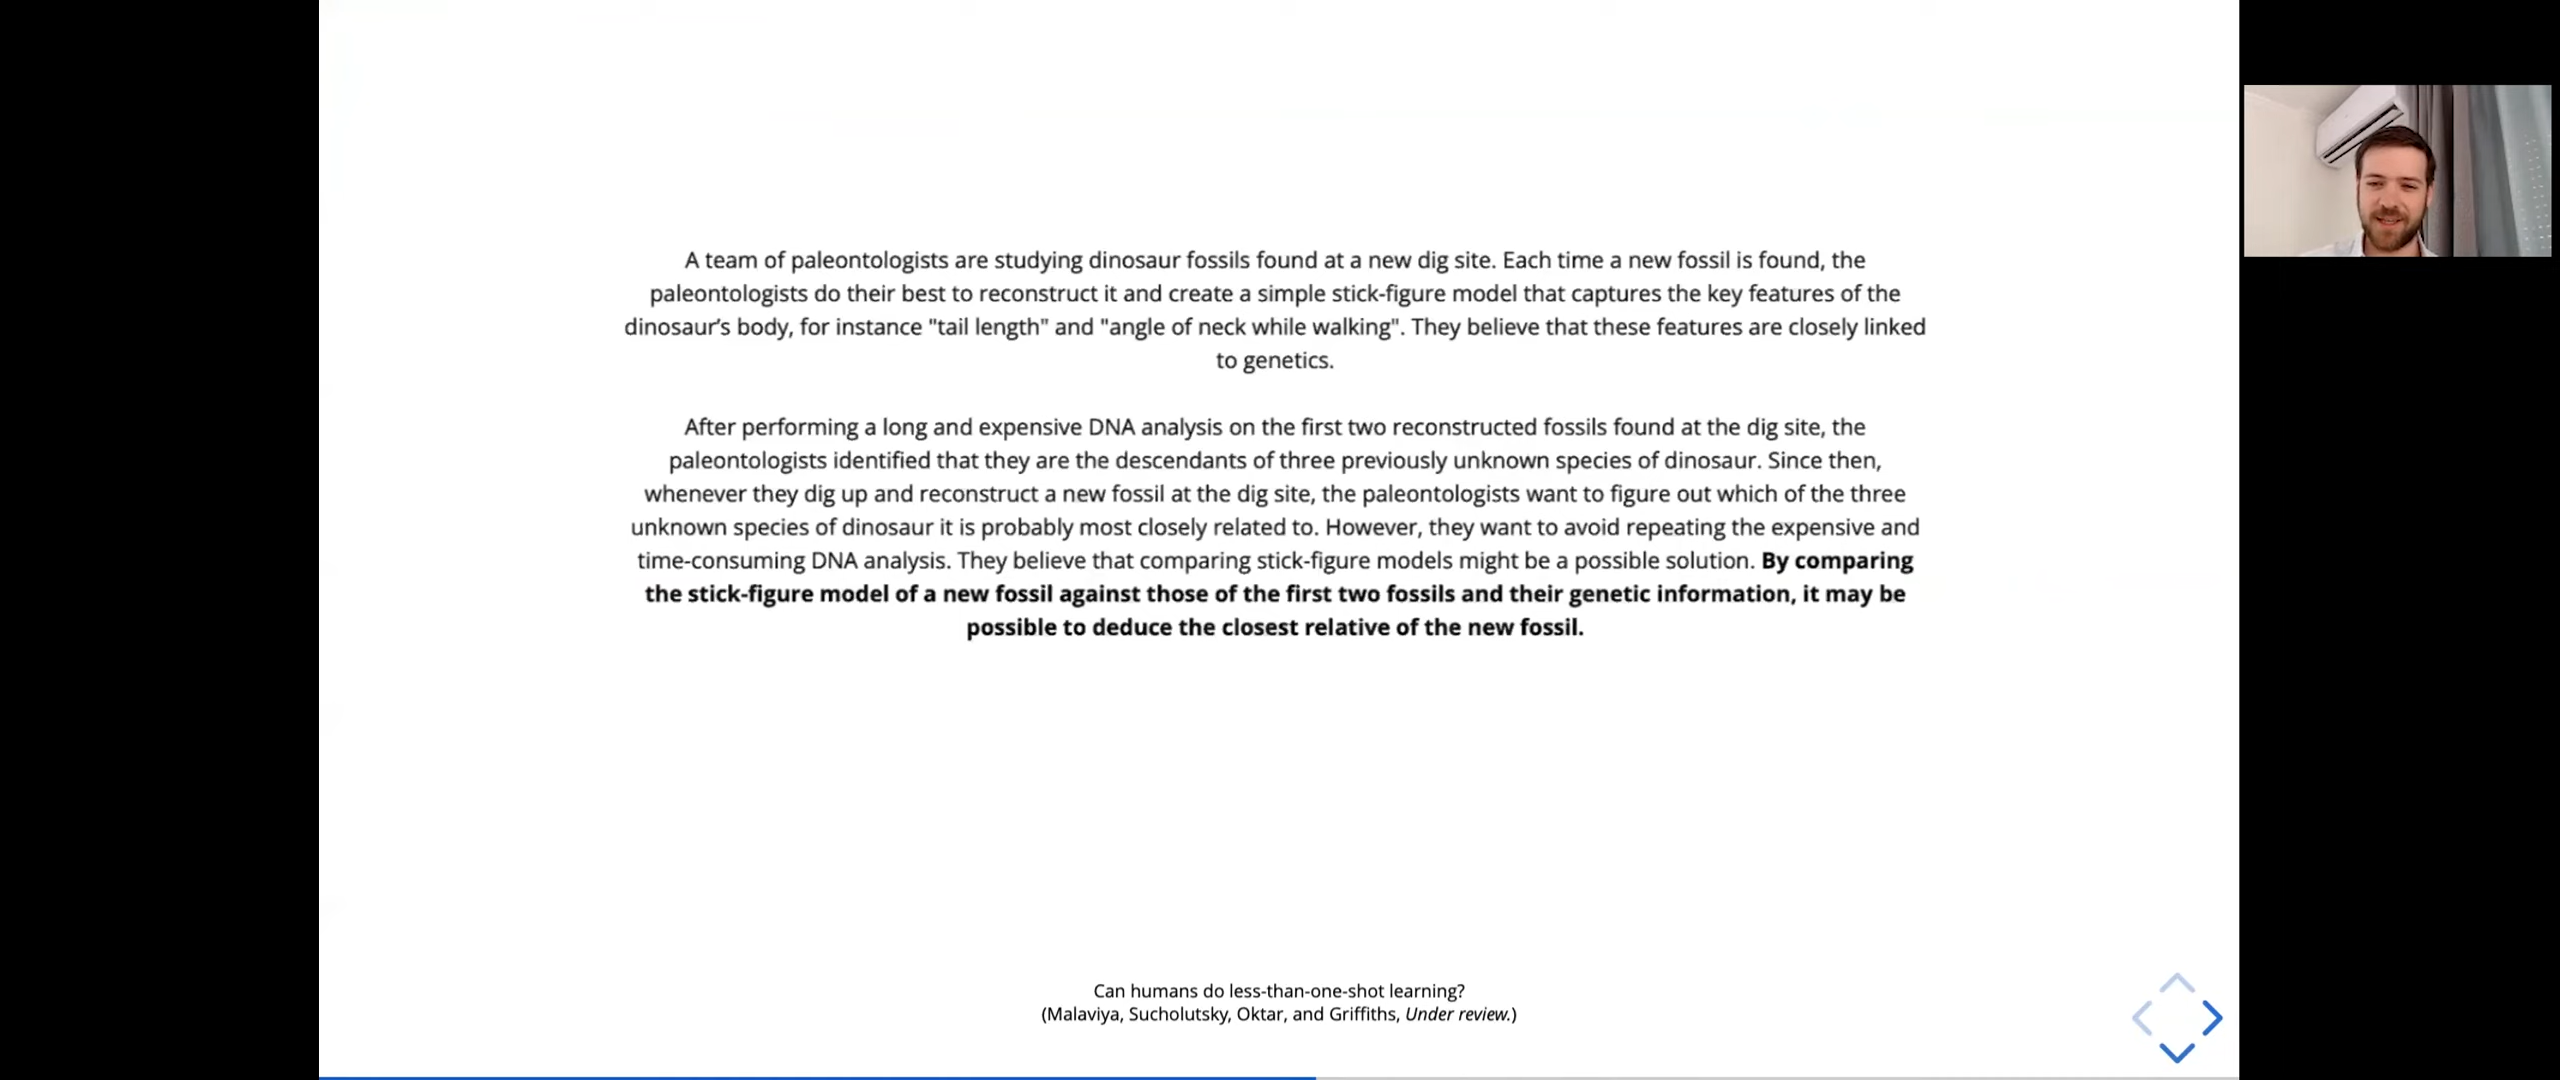 A team of paleontologists are studying dinosaur fossils found at a new dig site. Each time a new fossil is found, the
paleontologists do their best to reconstruct it and create a simple stick-figure model that captures the key features of the
dinosaur's body, for instance "tail length" and "angle of neck while walking". They believe that these features are closely linked
to genetics.
After performing a long and expensive DNA analysis on the first two reconstructed fossils found at the dig site, the
paleontologists identified that they are the descendants of three previously unknown species of dinosaur. Since then,
whenever they dig up and reconstruct a new fossil at the dig site, the paleontologists want to figure out which of the three
unknown species of dinosaur it is probably most closely related to. However, they want to avoid repeating the expensive and
time-consuming DNA analysis. They believe that comparing stick-figure models might be a possible solution. By comparing
the stick-figure model of a new fossil against those of the first two fossils and their genetic information, it may be
possible to deduce the closest relative of the new fossil.
Can humans do less-than-one-shot learning?
(Malaviya, Sucholutsky, Oktar, and Griffiths, Under review.)